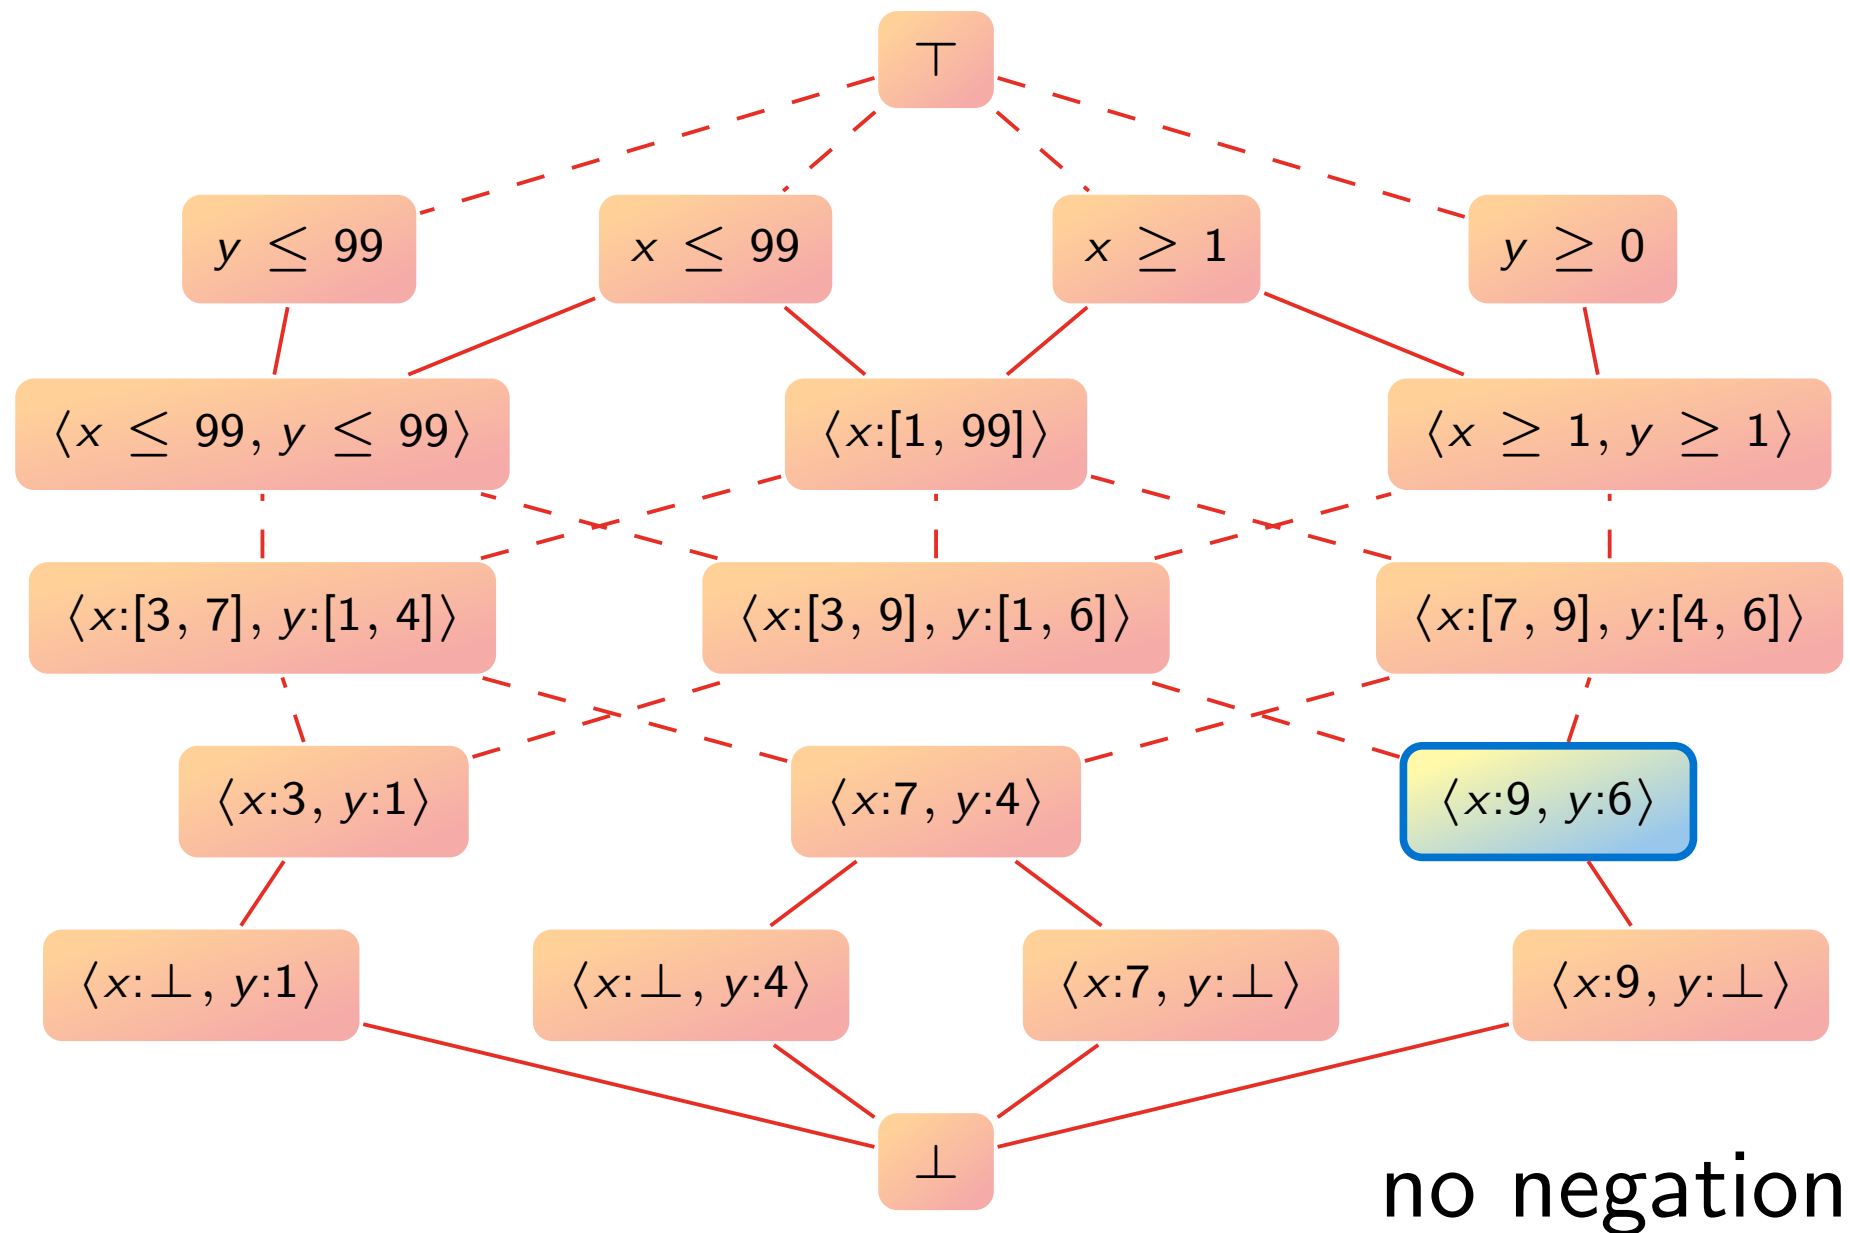 ⊤
y ≤ 99
x ≤ 99
x ≥ 1
y ≥ 0
⟨x ≤ 99, y ≤ 99⟩
⟨x:[1, 99]⟩
⟨x ≥ 1, y ≥ 1⟩
⟨x:[3, 7], y:[1, 4]⟩
⟨x:[3, 9], y:[1, 6]⟩
⟨x:[7, 9], y:[4, 6]⟩
⟨x:3, y:1⟩
⟨x:7, y:4⟩
⟨x:9, y:6⟩
⟨x:⊥, y:1⟩
⟨x:⊥, y:4⟩
⟨x:7, y:⊥⟩
⟨x:9, y:⊥⟩
⊥
no negation